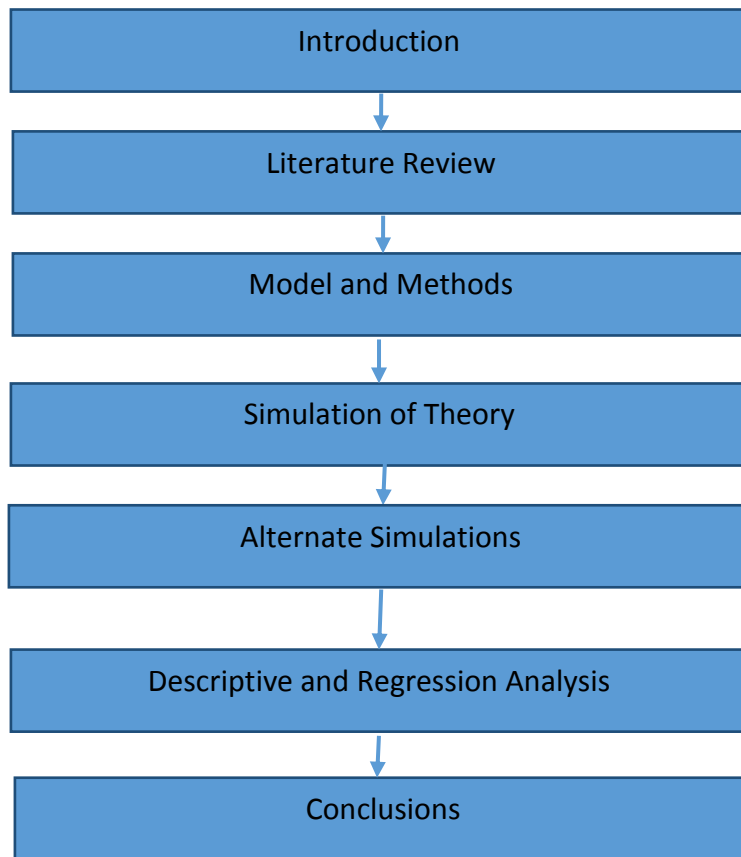 Introduction
Literature Review
Model and Methods
Simulation of Theory
Alternate Simulations
Descriptive and Regression Analysis
Conclusions